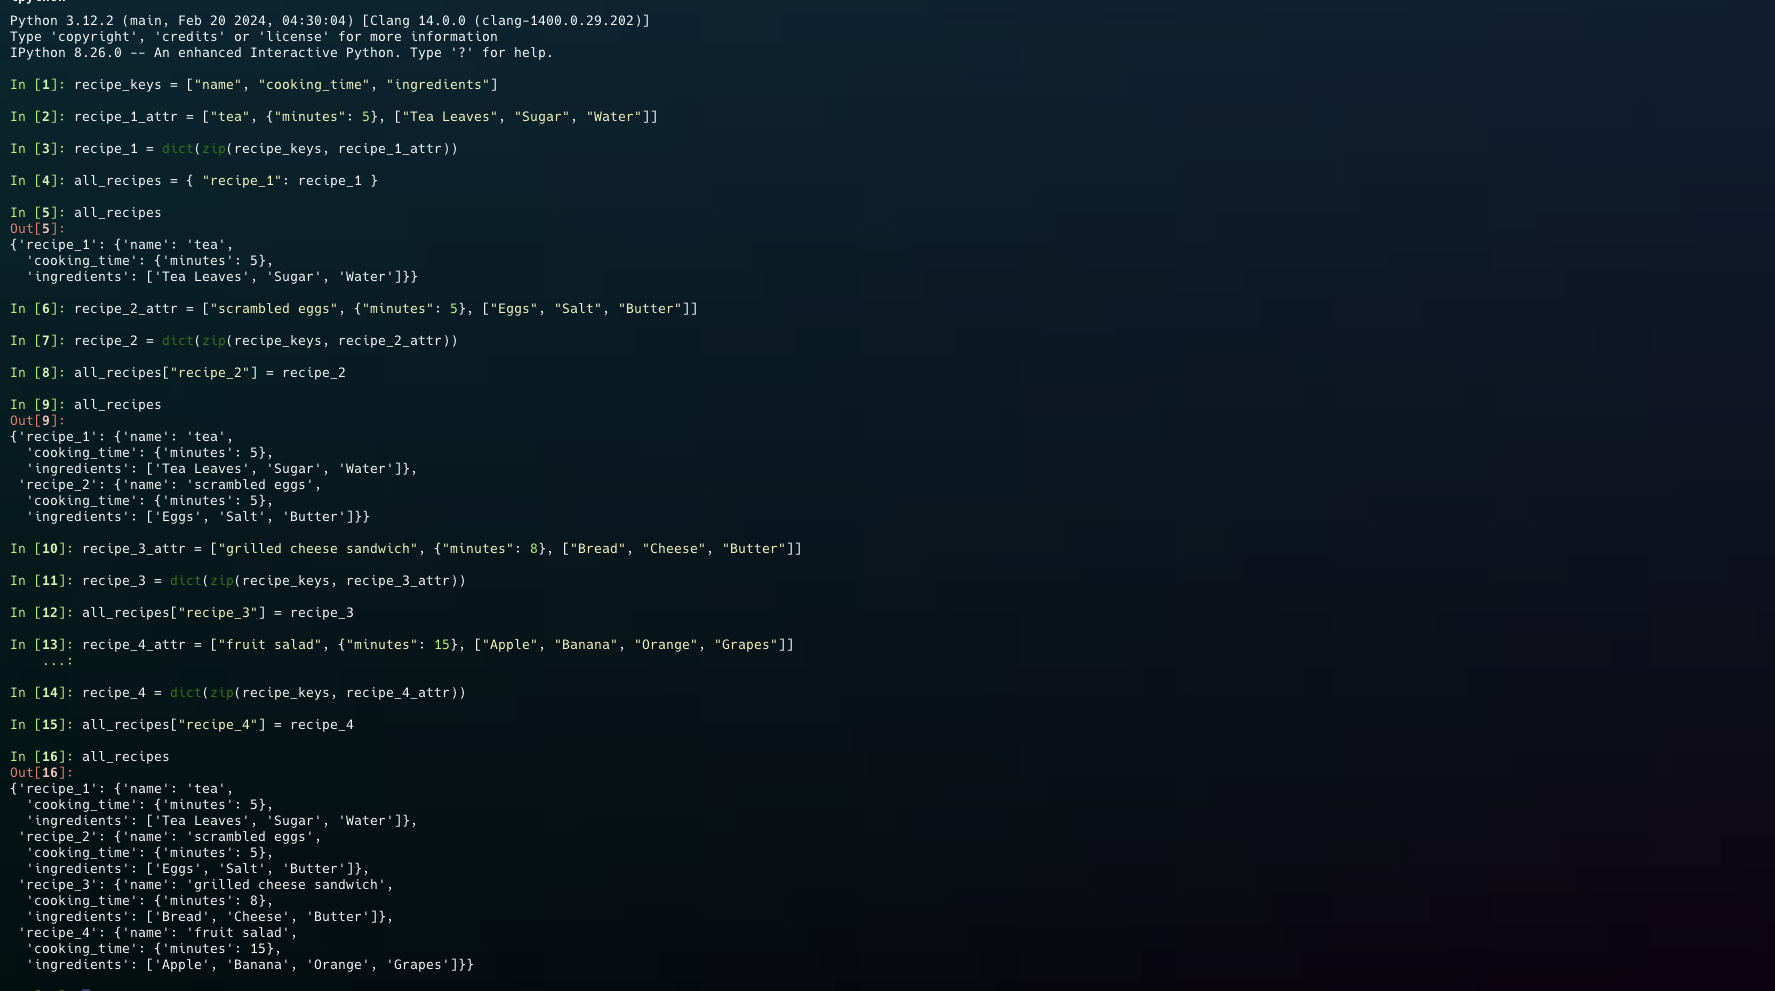 Python 3.12.2 (main, Feb 20 2024, 04:30:04) [Clang 14.0.0 (clang-1400.0.29.202)]
Type 'copyright', 'credits' or 'license' for more information
IPython 8.26.0 -- An enhanced Interactive Python. Type '?' for help.

In [1]: recipe_keys = ["name", "cooking_time", "ingredients"]

In [2]: recipe_1_attr = ["tea", {"minutes": 5}, ["Tea Leaves", "Sugar", "Water"]]

In [3]: recipe_1 = dict(zip(recipe_keys, recipe_1_attr))

In [4]: all_recipes = { "recipe_1": recipe_1 }

In [5]: all_recipes
Out[5]:
{'recipe_1': {'name': 'tea',
  'cooking_time': {'minutes': 5},
  'ingredients': ['Tea Leaves', 'Sugar', 'Water']}}

In [6]: recipe_2_attr = ["scrambled eggs", {"minutes": 5}, ["Eggs", "Salt", "Butter"]]

In [7]: recipe_2 = dict(zip(recipe_keys, recipe_2_attr))

In [8]: all_recipes["recipe_2"] = recipe_2

In [9]: all_recipes
Out[9]:
{'recipe_1': {'name': 'tea',
  'cooking_time': {'minutes': 5},
  'ingredients': ['Tea Leaves', 'Sugar', 'Water']},
 'recipe_2': {'name': 'scrambled eggs',
  'cooking_time': {'minutes': 5},
  'ingredients': ['Eggs', 'Salt', 'Butter']}}

In [10]: recipe_3_attr = ["grilled cheese sandwich", {"minutes": 8}, ["Bread", "Cheese", "Butter"]]

In [11]: recipe_3 = dict(zip(recipe_keys, recipe_3_attr))

In [12]: all_recipes["recipe_3"] = recipe_3

In [13]: recipe_4_attr = ["fruit salad", {"minutes": 15}, ["Apple", "Banana", "Orange", "Grapes"]]
    ...:

In [14]: recipe_4 = dict(zip(recipe_keys, recipe_4_attr))

In [15]: all_recipes["recipe_4"] = recipe_4

In [16]: all_recipes
Out[16]:
{'recipe_1': {'name': 'tea',
  'cooking_time': {'minutes': 5},
  'ingredients': ['Tea Leaves', 'Sugar', 'Water']},
 'recipe_2': {'name': 'scrambled eggs',
  'cooking_time': {'minutes': 5},
  'ingredients': ['Eggs', 'Salt', 'Butter']},
 'recipe_3': {'name': 'grilled cheese sandwich',
  'cooking_time': {'minutes': 8},
  'ingredients': ['Bread', 'Cheese', 'Butter']},
 'recipe_4': {'name': 'fruit salad',
  'cooking_time': {'minutes': 15},
  'ingredients': ['Apple', 'Banana', 'Orange', 'Grapes']}}